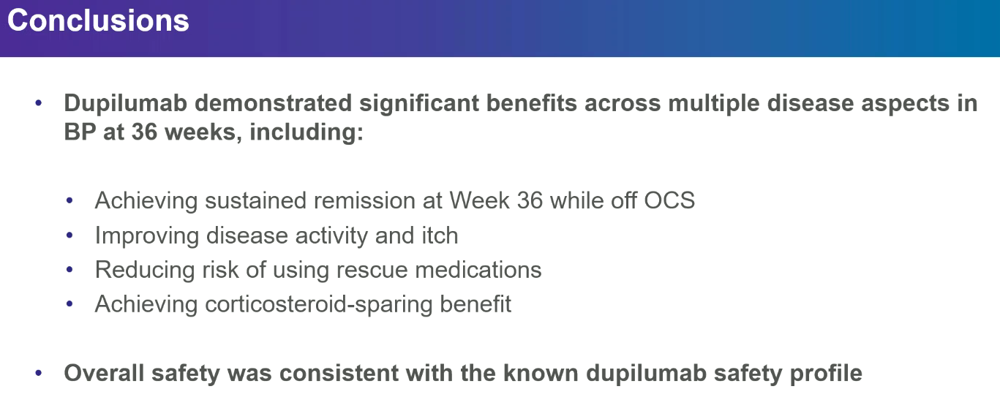 Conclusions
• Dupilumab demonstrated significant benefits across multiple disease aspects in
BP at 36 weeks, including:
• Achieving sustained remission at Week 36 while off OCS
• Improving disease activity and itch
• Reducing risk of using rescue medications
• Achieving corticosteroid-sparing benefit
• Overall safety was consistent with the known dupilumab safety profile